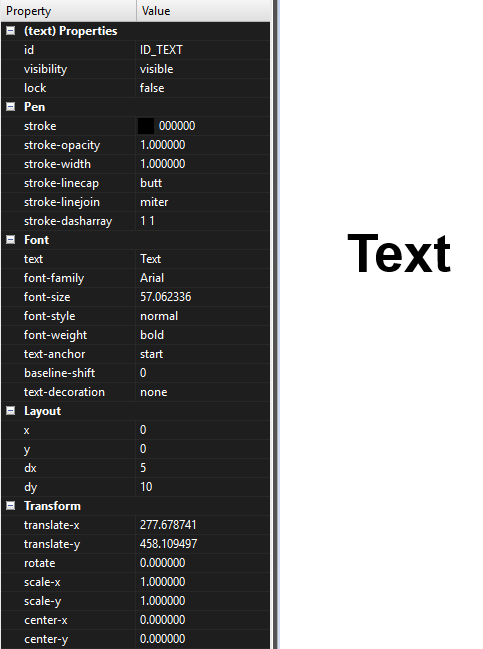 Property Value
(text) Properties
id ID_TEXT
visibility visible
lock false
Pen
stroke 000000
stroke-opacity 1.000000
stroke-width 1.000000
stroke-linecap butt
stroke-linejoin miter
stroke-dasharray 1 1
Font
text Text
font-family Arial
font-size 57.062336
font-style normal
font-weight bold
text-anchor start
baseline-shift 0
text-decoration none
Layout
x 0
y 0
dx 5
dy 10
Transform
translate-x 277.678741
translate-y 458.109497
rotate 0.000000
scale-x 1.000000
scale-y 1.000000
center-x 0.000000
center-y 0.000000
Text